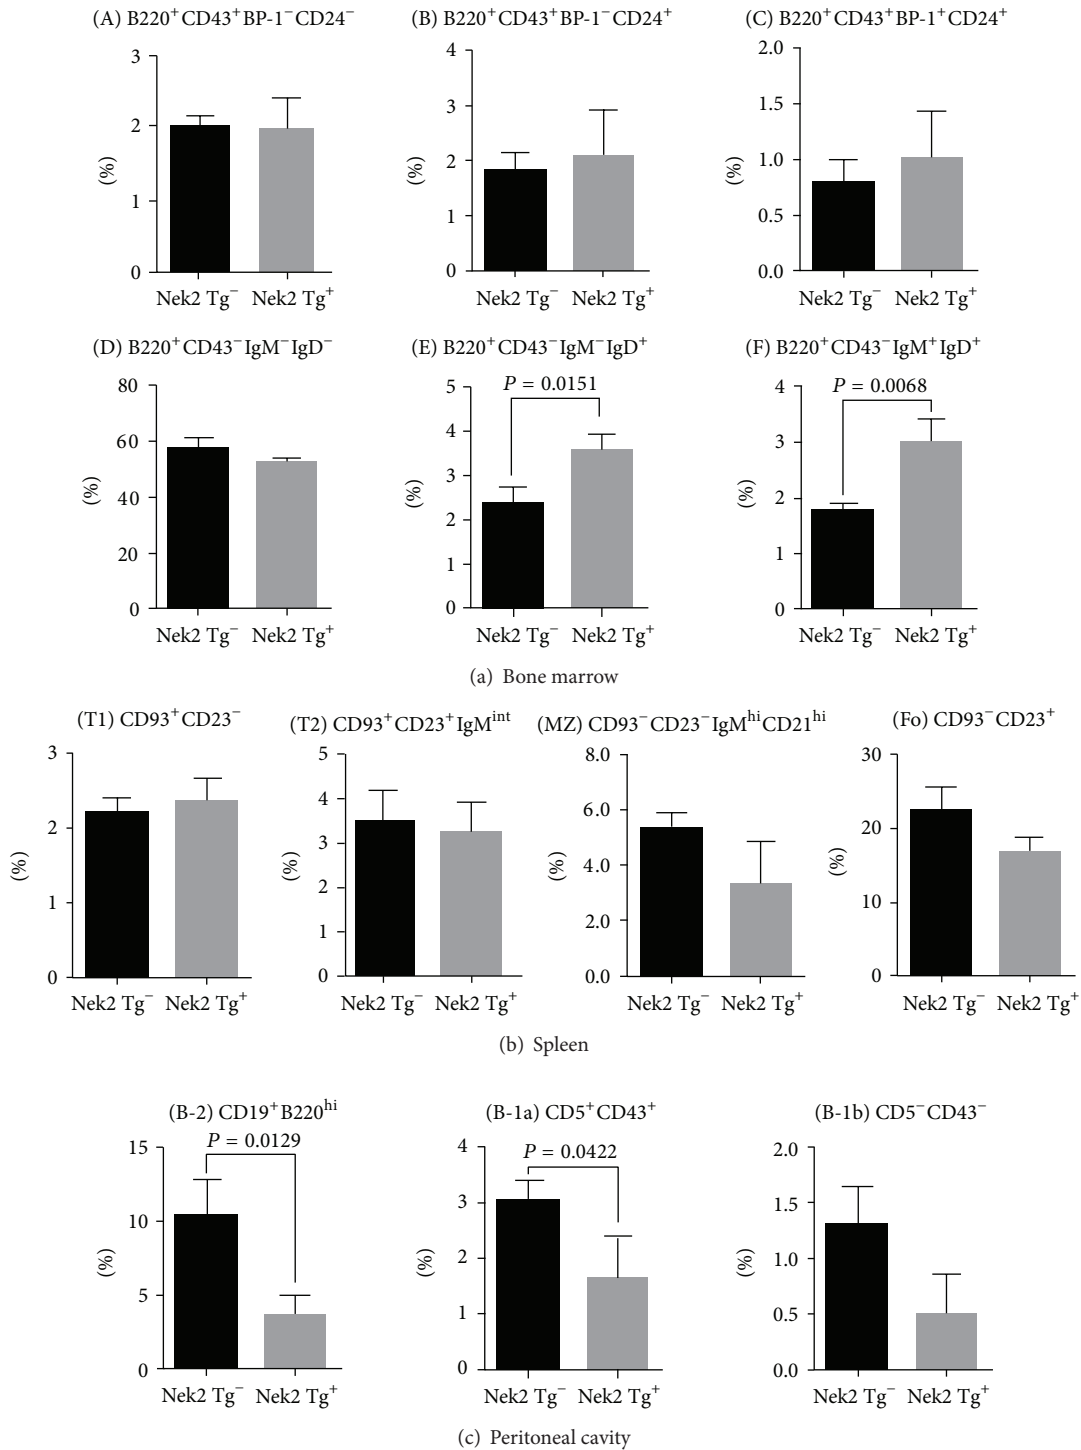 (A) B220⁺CD43⁺BP-1⁻CD24⁻
(B) B220⁺CD43⁺BP-1⁻CD24⁺
(C) B220⁺CD43⁺BP-1⁺CD24⁺
3
2
1
0
(%)
Nek2 Tg⁻ Nek2 Tg⁺
4
3
2
1
0
(%)
Nek2 Tg⁻ Nek2 Tg⁺
2.0
1.5
1.0
0.5
0.0
(%)
Nek2 Tg⁻ Nek2 Tg⁺
(D) B220⁺CD43⁻IgM⁻IgD⁻
(E) B220⁺CD43⁻IgM⁻IgD⁺
(F) B220⁺CD43⁻IgM⁺IgD⁺
80
60
40
20
0
(%)
Nek2 Tg⁻ Nek2 Tg⁺
P = 0.0151
5
4
3
2
1
0
(%)
Nek2 Tg⁻ Nek2 Tg⁺
P = 0.0068
4
3
2
1
0
(%)
Nek2 Tg⁻ Nek2 Tg⁺
(a) Bone marrow
(T1) CD93⁺CD23⁻
(T2) CD93⁺CD23⁺IgMⁱⁿᵗ
(MZ) CD93⁻CD23⁻IgMʰⁱCD21ʰⁱ
(Fo) CD93⁻CD23⁺
3
2
1
0
(%)
Nek2 Tg⁻ Nek2 Tg⁺
5
4
3
2
1
0
(%)
Nek2 Tg⁻ Nek2 Tg⁺
8.0
6.0
4.0
2.0
0.0
(%)
Nek2 Tg⁻ Nek2 Tg⁺
30
20
10
0
(%)
Nek2 Tg⁻ Nek2 Tg⁺
(b) Spleen
(B-2) CD19⁺B220ʰⁱ
(B-1a) CD5⁺CD43⁺
(B-1b) CD5⁻CD43⁻
P = 0.0129
15
10
5
0
(%)
Nek2 Tg⁻ Nek2 Tg⁺
P = 0.0422
4
3
2
1
0
(%)
Nek2 Tg⁻ Nek2 Tg⁺
2.0
1.5
1.0
0.5
0.0
(%)
Nek2 Tg⁻ Nek2 Tg⁺
(c) Peritoneal cavity